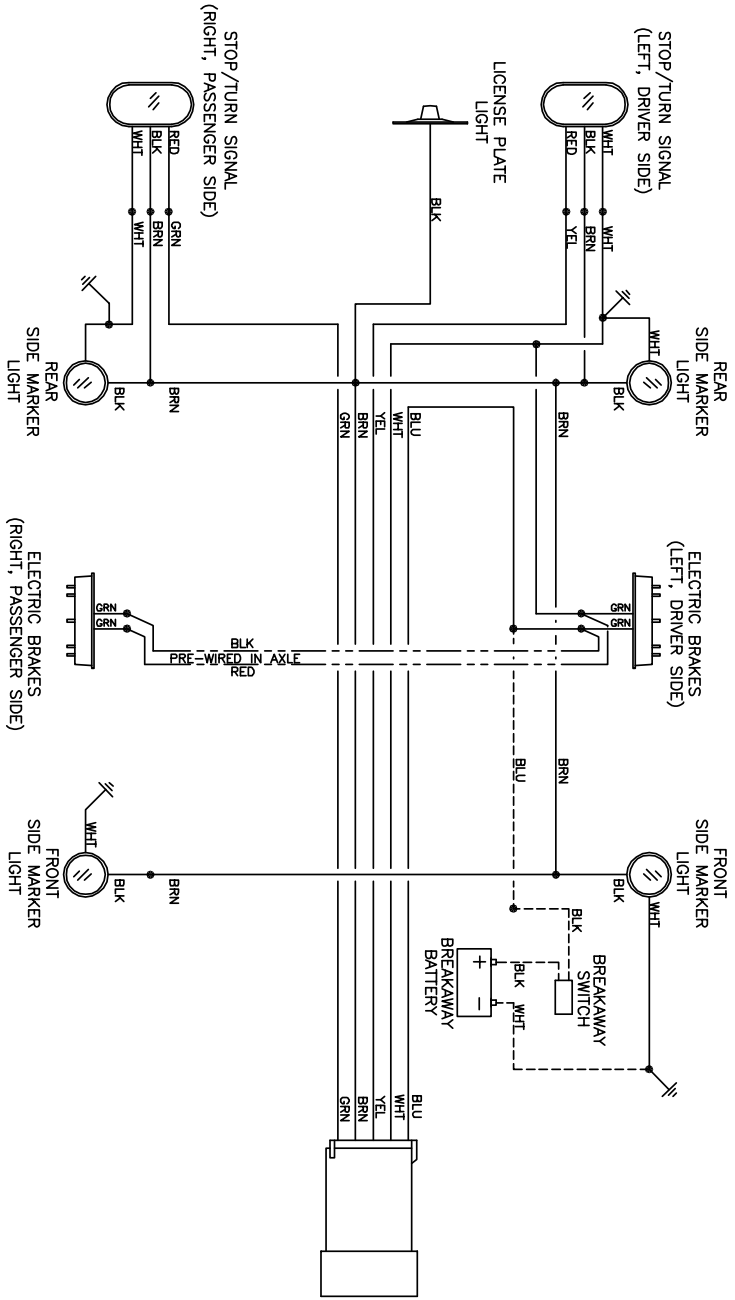 STOP/TURN SIGNAL
(LEFT, DRIVER SIDE)
REAR
SIDE MARKER
LIGHT
ELECTRIC BRAKES
(LEFT, DRIVER SIDE)
FRONT
SIDE MARKER
LIGHT
WHT
WHT
WHT
BLK
GRN
GRN
BLK
WHT
WHT
BLK
BRN
RED
YEL
BRN
BRN
BLU
BLK
BREAKAWAY
SWITCH
BLK
WHT
+
−
BREAKAWAY
BATTERY
LICENSE PLATE
LIGHT
BLK
BLU
WHT
YEL
BRN
GRN
BLU
WHT
YEL
BRN
GRN
BLK
PRE-WIRED IN AXLE
RED
STOP/TURN SIGNAL
(RIGHT, PASSENGER SIDE)
RED
GRN
BLK
BRN
WHT
WHT
BRN
BLK
GRN
GRN
BRN
BLK
WHT
REAR
SIDE MARKER
LIGHT
ELECTRIC BRAKES
(RIGHT, PASSENGER SIDE)
FRONT
SIDE MARKER
LIGHT